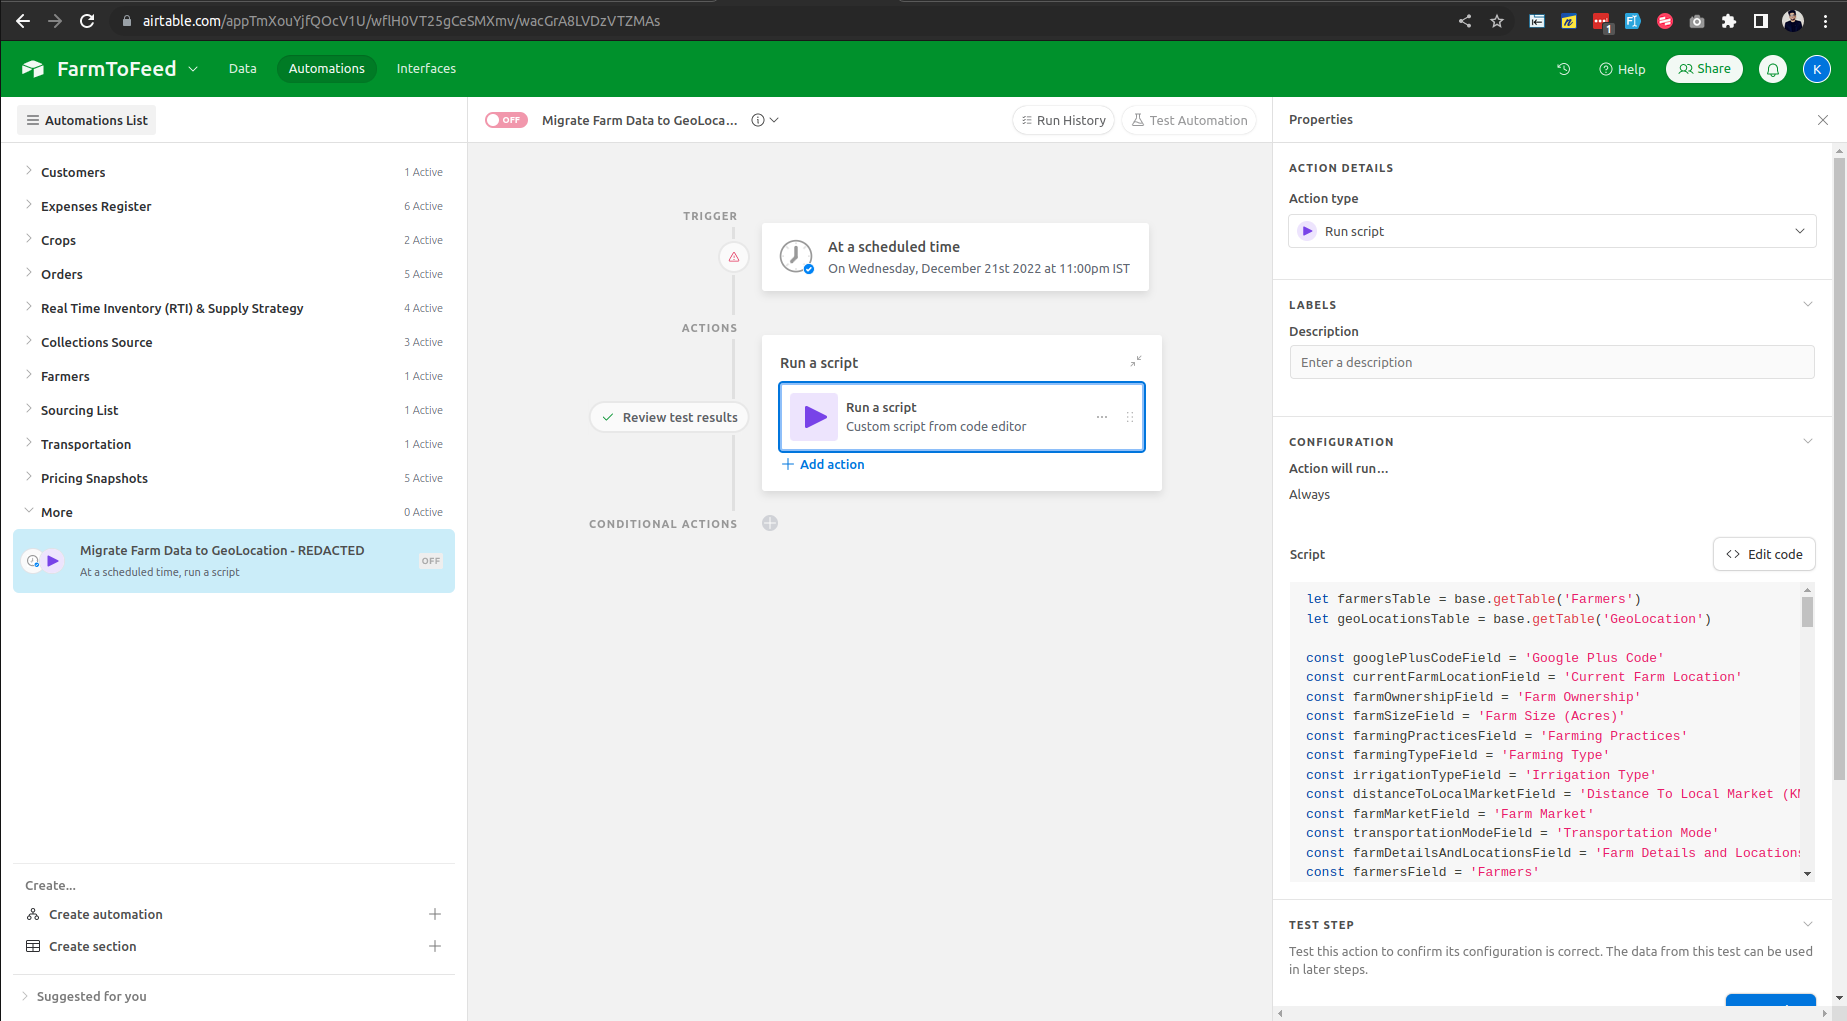 airtable.com/appTmXouYjfQOcV1U/wflH0VT25gCeSMXmv/wacGrA8LVDzVTZMAs
1
FarmToFeed
Data
Automations
Interfaces
Help
Share
K
Automations List
OFF
Migrate Farm Data to GeoLoca...
Run History
Test Automation
Properties
Customers 1 Active
Expenses Register 6 Active
Crops 2 Active
Orders 5 Active
Real Time Inventory (RTI) & Supply Strategy 4 Active
Collections Source 3 Active
Farmers 1 Active
Sourcing List 1 Active
Transportation 1 Active
Pricing Snapshots 5 Active
More 0 Active
Migrate Farm Data to GeoLocation - REDACTED
At a scheduled time, run a script
OFF
Create...
Create automation
Create section
Suggested for you
TRIGGER
At a scheduled time
On Wednesday, December 21st 2022 at 11:00pm IST
ACTIONS
Run a script
Review test results
Run a script
Custom script from code editor
Add action
CONDITIONAL ACTIONS
ACTION DETAILS
Action type
Run script
LABELS
Description
Enter a description
CONFIGURATION
Action will run...
Always
Script
Edit code
let farmersTable = base.getTable('Farmers')
let geoLocationsTable = base.getTable('GeoLocation')
const googlePlusCodeField = 'Google Plus Code'
const currentFarmLocationField = 'Current Farm Location'
const farmOwnershipField = 'Farm Ownership'
const farmSizeField = 'Farm Size (Acres)'
const farmingPracticesField = 'Farming Practices'
const farmingTypeField = 'Farming Type'
const irrigationTypeField = 'Irrigation Type'
const distanceToLocalMarketField = 'Distance To Local Market (K
const farmMarketField = 'Farm Market'
const transportationModeField = 'Transportation Mode'
const farmDetailsAndLocationsField = 'Farm Details and Locations
const farmersField = 'Farmers'
TEST STEP
Test this action to confirm its configuration is correct. The data from this test can be used
in later steps.